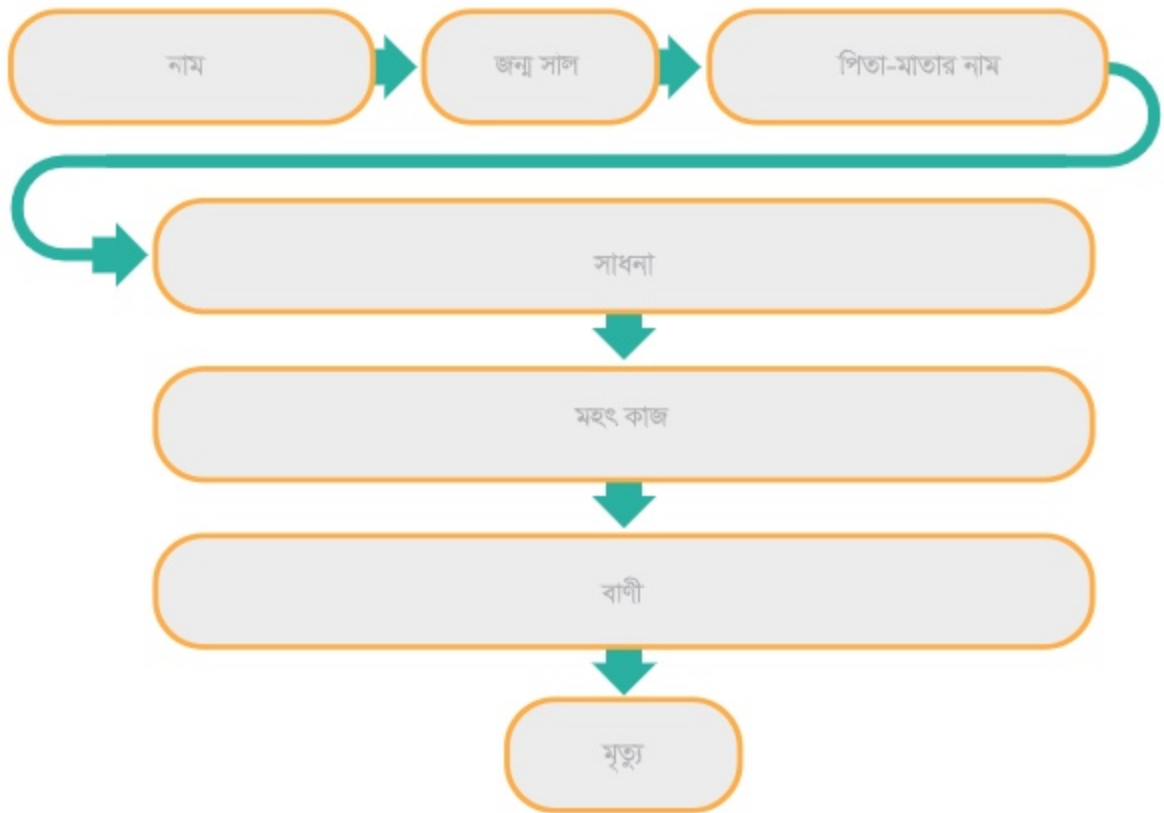 নাম
জন্ম সাল
পিতা-মাতার নাম
সাধনা
মহৎ কাজ
বাণী
মৃত্যু